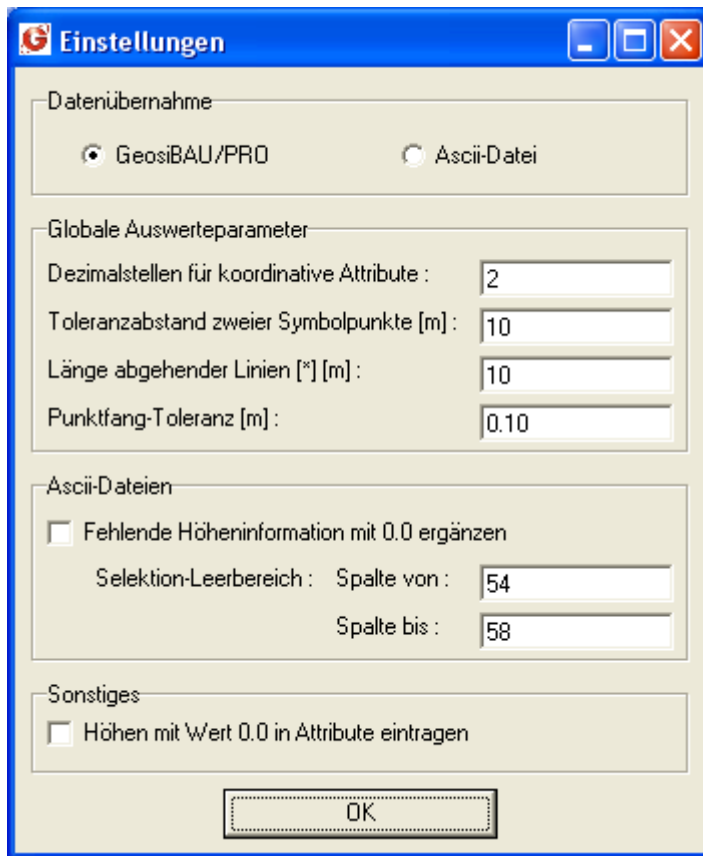 Einstellungen
Datenübernahme
GeosiBAU/PRO Ascii-Datei
Globale Auswerteparameter
Dezimalstellen für koordinative Attribute : 2
Toleranzabstand zweier Symbolpunkte [m] : 10
Länge abgehender Linien [*] [m] : 10
Punktfang-Toleranz [m] : 0.10
Ascii-Dateien
Fehlende Höheninformation mit 0.0 ergänzen
Selektion-Leerbereich : Spalte von : 54
Spalte bis : 58
Sonstiges
Höhen mit Wert 0.0 in Attribute eintragen
OK